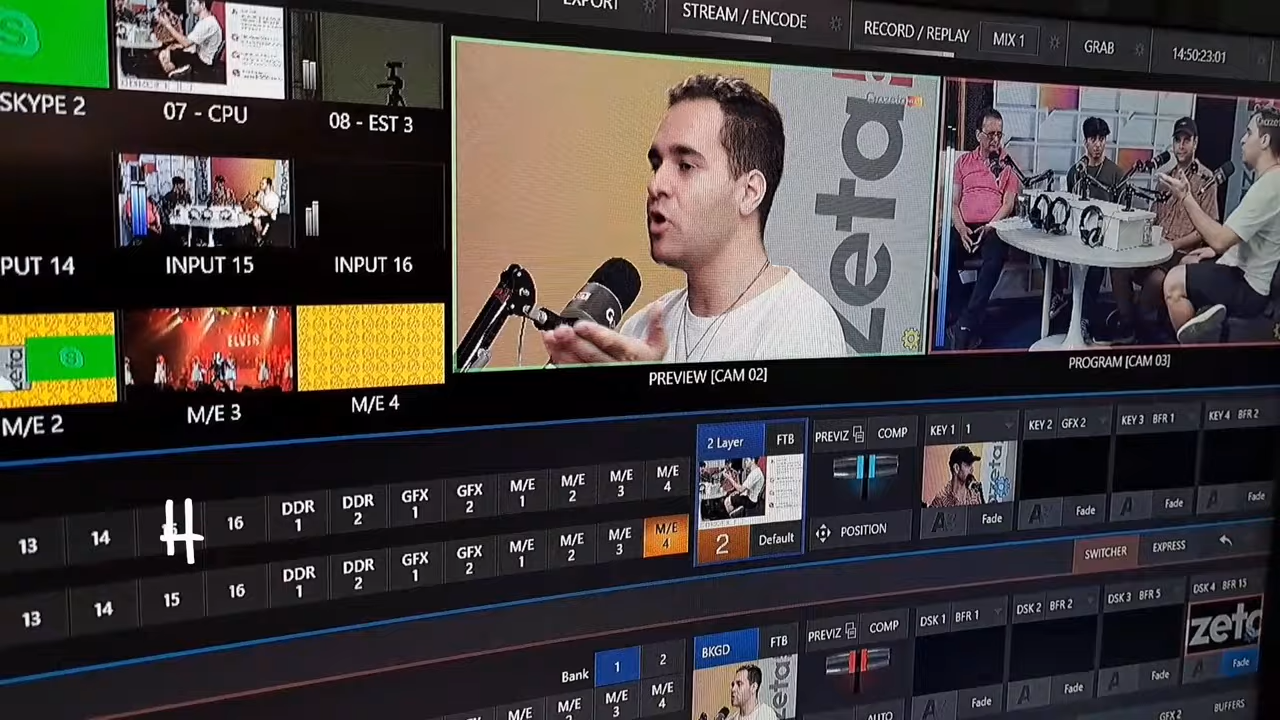 EXPORT
STREAM / ENCODE
RECORD / REPLAY
MIX 1
GRAB
14:50:23:01
SKYPE 2
07 - CPU
08 - EST 3
PUT 14
INPUT 15
INPUT 16
zeta
Gazeta
PREVIEW [CAM 02]
PROGRAM [CAM 03]
ELVIS
M/E 2
M/E 3
M/E 4
2 Layer
FTB
PREVIZ
COMP
KEY 1
1
KEY 2
GFX 2
KEY 3
BFR 1
KEY 4
BFR 2
13
14
16
DDR 1
DDR 2
GFX 1
GFX 2
M/E 1
M/E 2
M/E 3
M/E 4
2
Default
POSITION
Fade
Fade
Fade
Fade
13
14
15
16
DDR 1
DDR 2
GFX 1
GFX 2
M/E 1
M/E 2
M/E 3
M/E 4
SWITCHER
EXPRESS
BKGD
FTB
PREVIZ
COMP
DSK 1
BFR 1
DSK 2
BFR 2
DSK 3
BFR 5
DSK 4
BFR 15
zeta
Bank
1
2
M/E
M/E
M/E 3
M/E 4
AUTO
Fade
Fade
Fade
Fade
GFX 2
BUFFERS